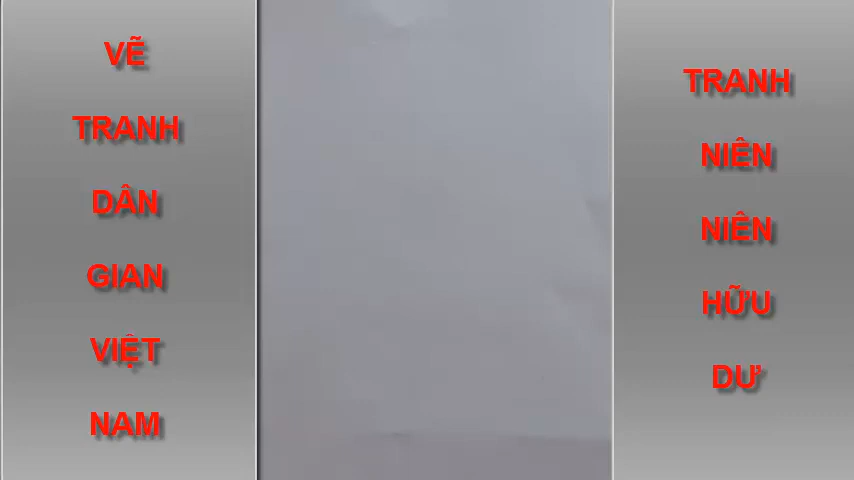 VẼ
TRANH
DÂN
GIAN
VIỆT
NAM
TRANH
NIÊN
NIÊN
HỮU
DƯ